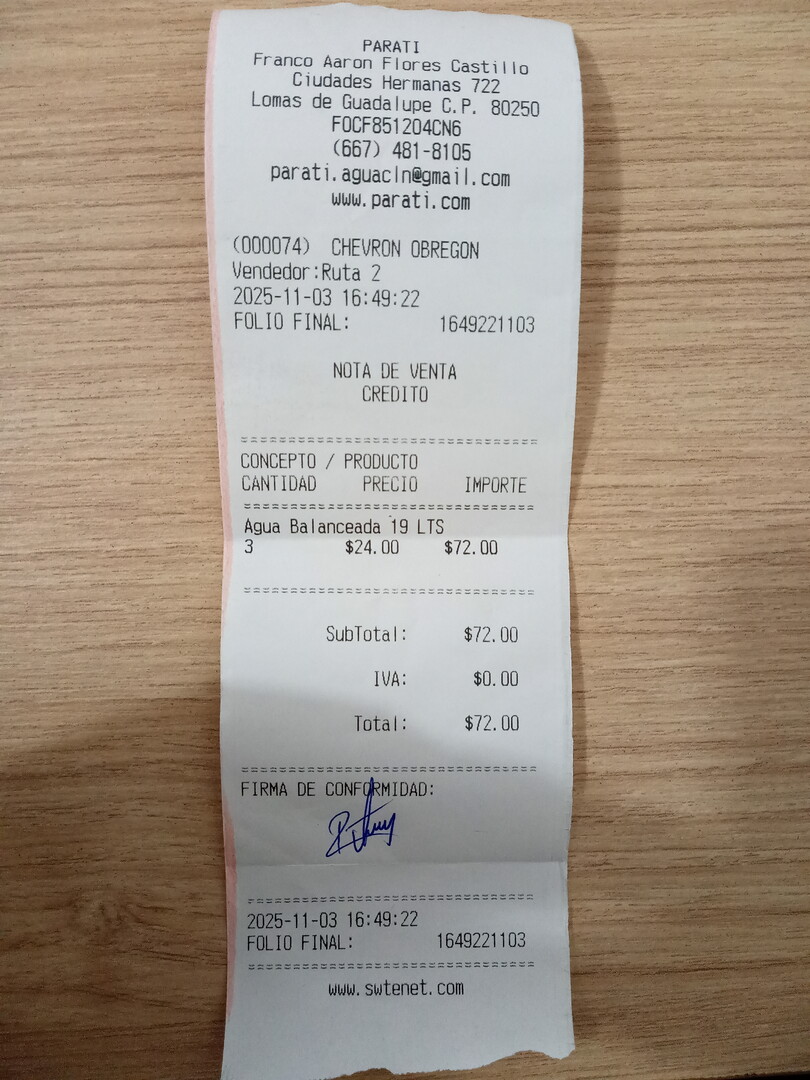 PARATI
Franco Aaron Flores Castillo
Ciudades Hermanas 722
Lomas de Guadalupe C.P. 80250
FOCF851204CN6
(667) 481-8105
parati.aguacln@gmail.com
www.parati.com
(000074) CHEVRON OBREGON
Vendedor:Ruta 2
2025-11-03 16:49:22
FOLIO FINAL: 1649221103
NOTA DE VENTA
CREDITO
==================================
CONCEPTO / PRODUCTO
CANTIDAD PRECIO IMPORTE
==================================
Agua Balanceada 19 LTS
3 $24.00 $72.00
==================================
SubTotal: $72.00
IVA: $0.00
Total: $72.00
==================================
FIRMA DE CONFORMIDAD:
==================================
2025-11-03 16:49:22
FOLIO FINAL: 1649221103
==================================
www.swtenet.com